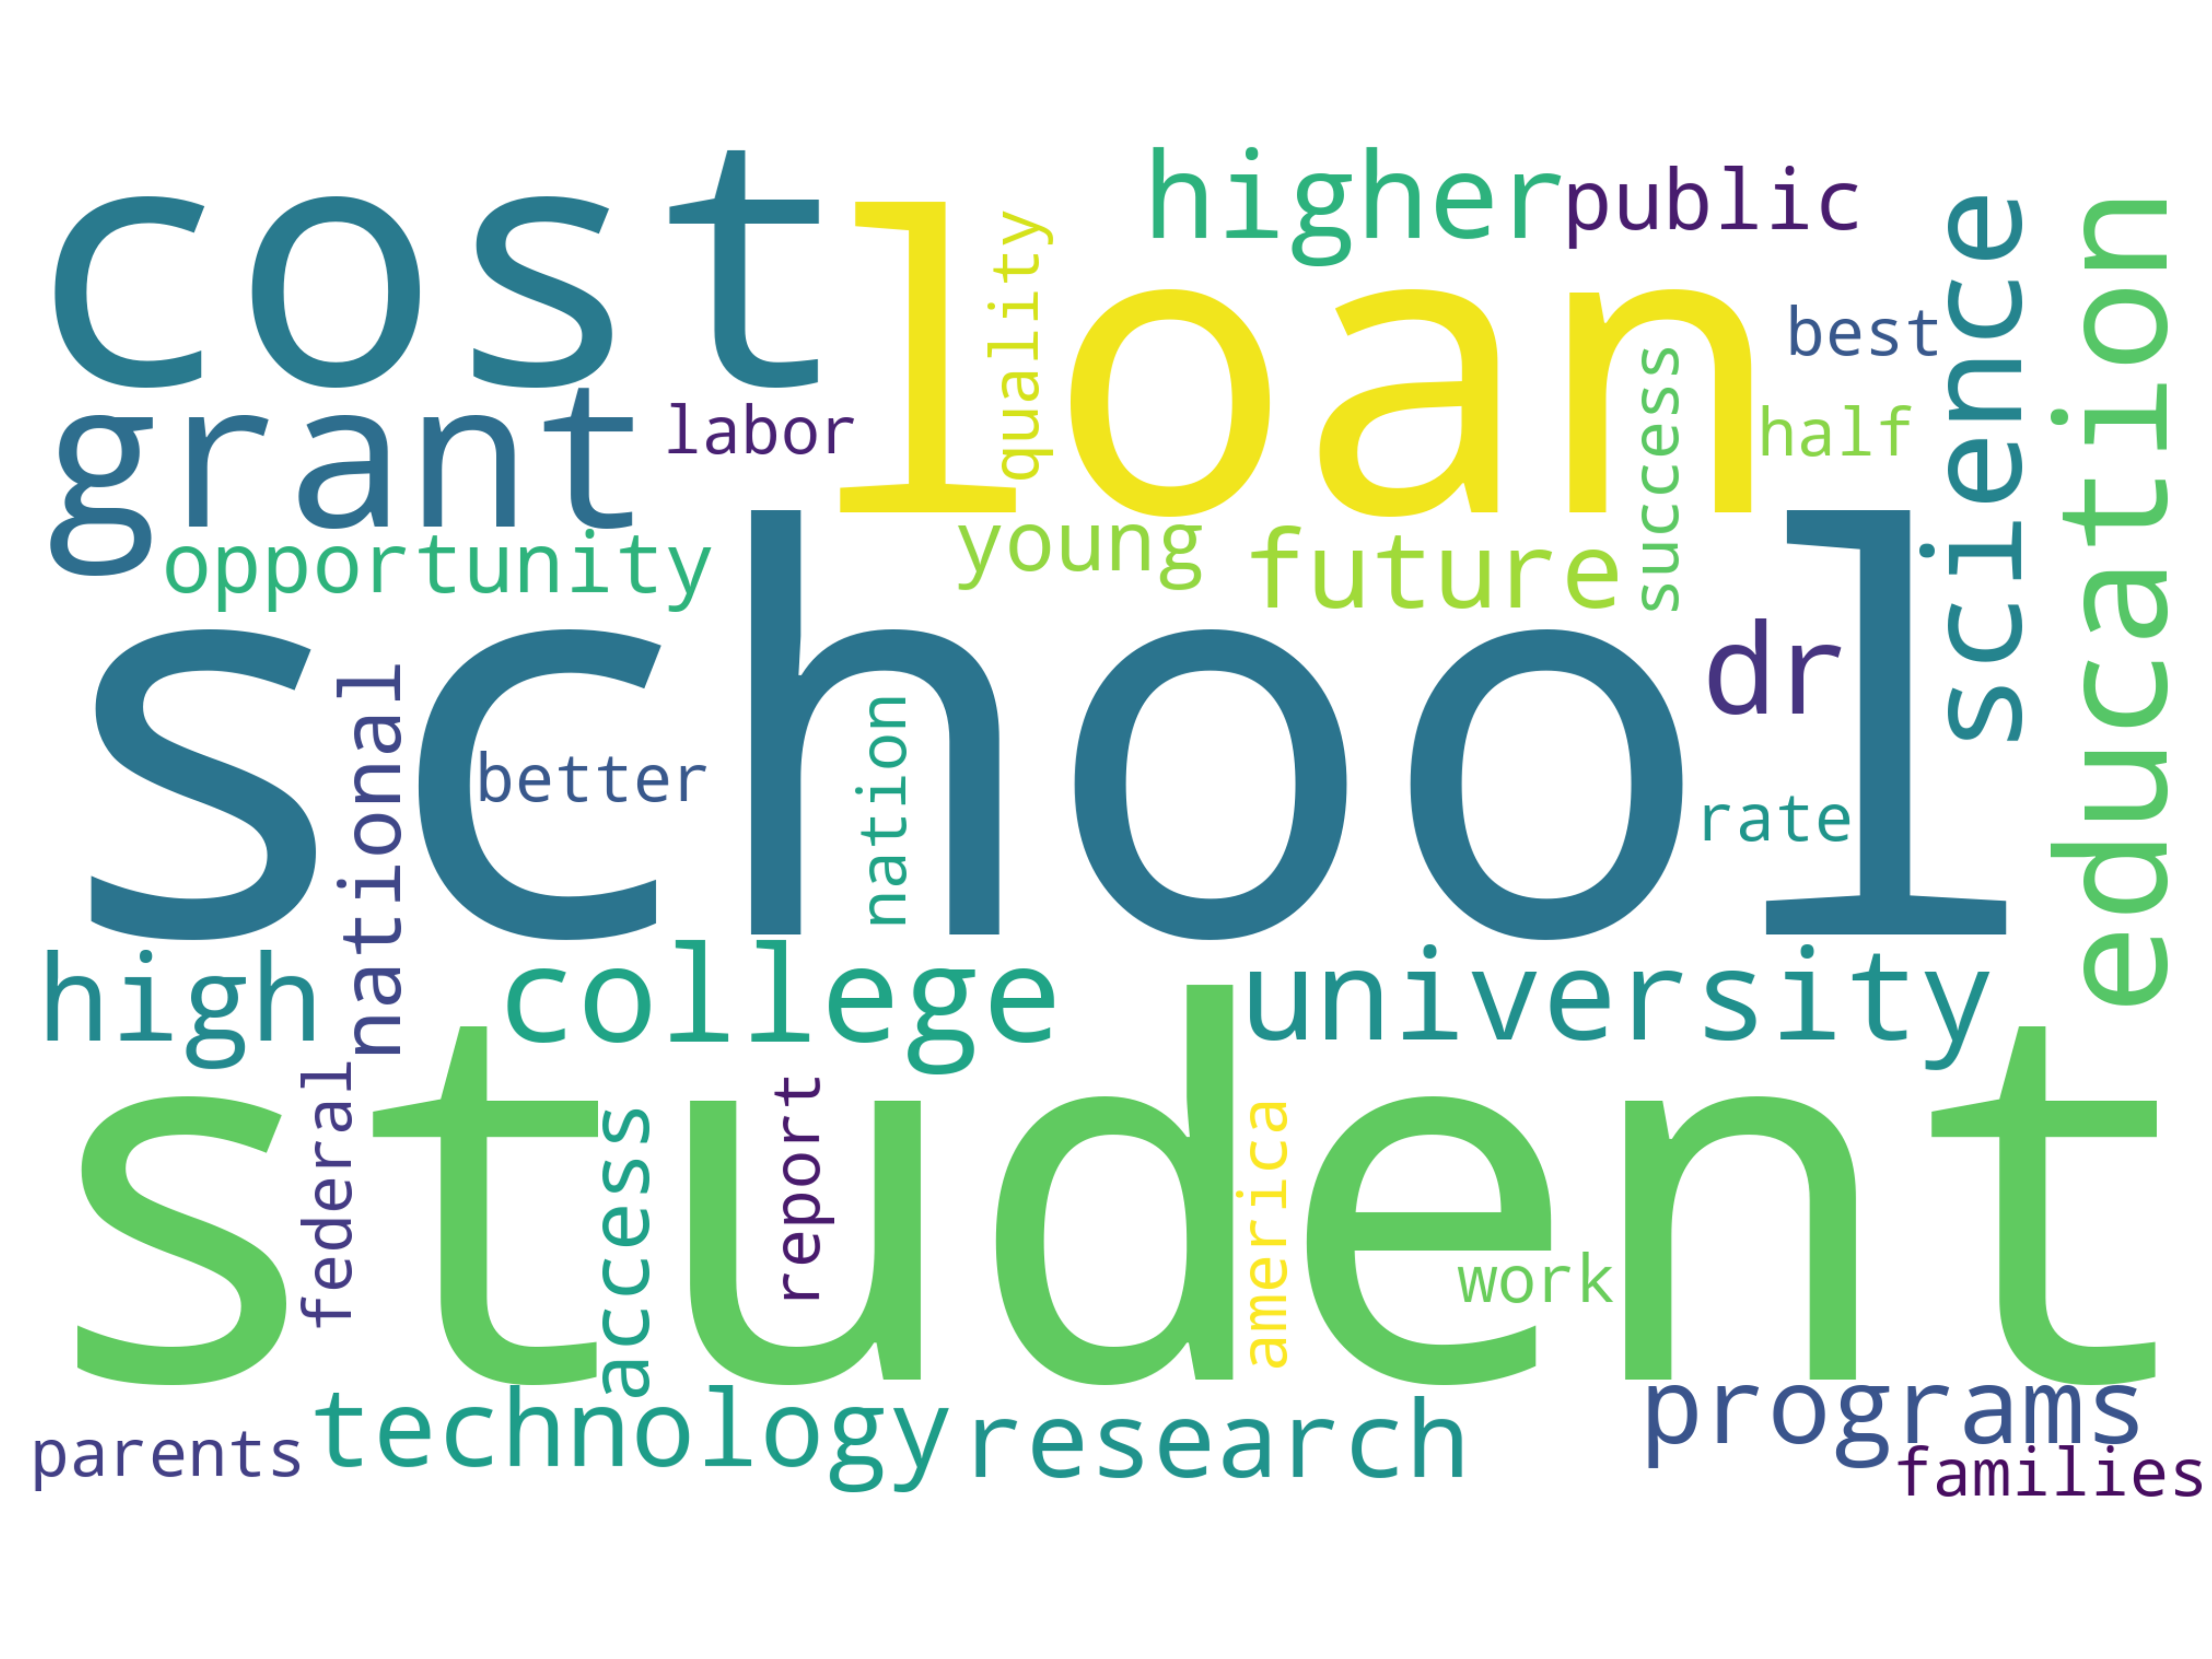 cost
loan
higher
public
quality
best
science
education
grant
labor
success
half
opportunity
young
future
school
dr
national
better
nation
rate
high
college
university
student
federal
access
report
america
work
parents
technology
research
programs
families